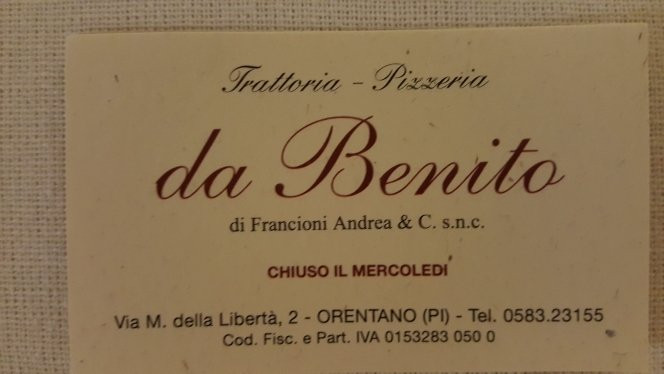 Trattoria - Pizzeria
da Benito
di Francioni Andrea & C. s.n.c.
CHIUSO IL MERCOLEDI
Via M. della Libertà, 2 - ORENTANO (PI) - Tel. 0583.23155
Cod. Fisc. e Part. IVA 0153283 050 0